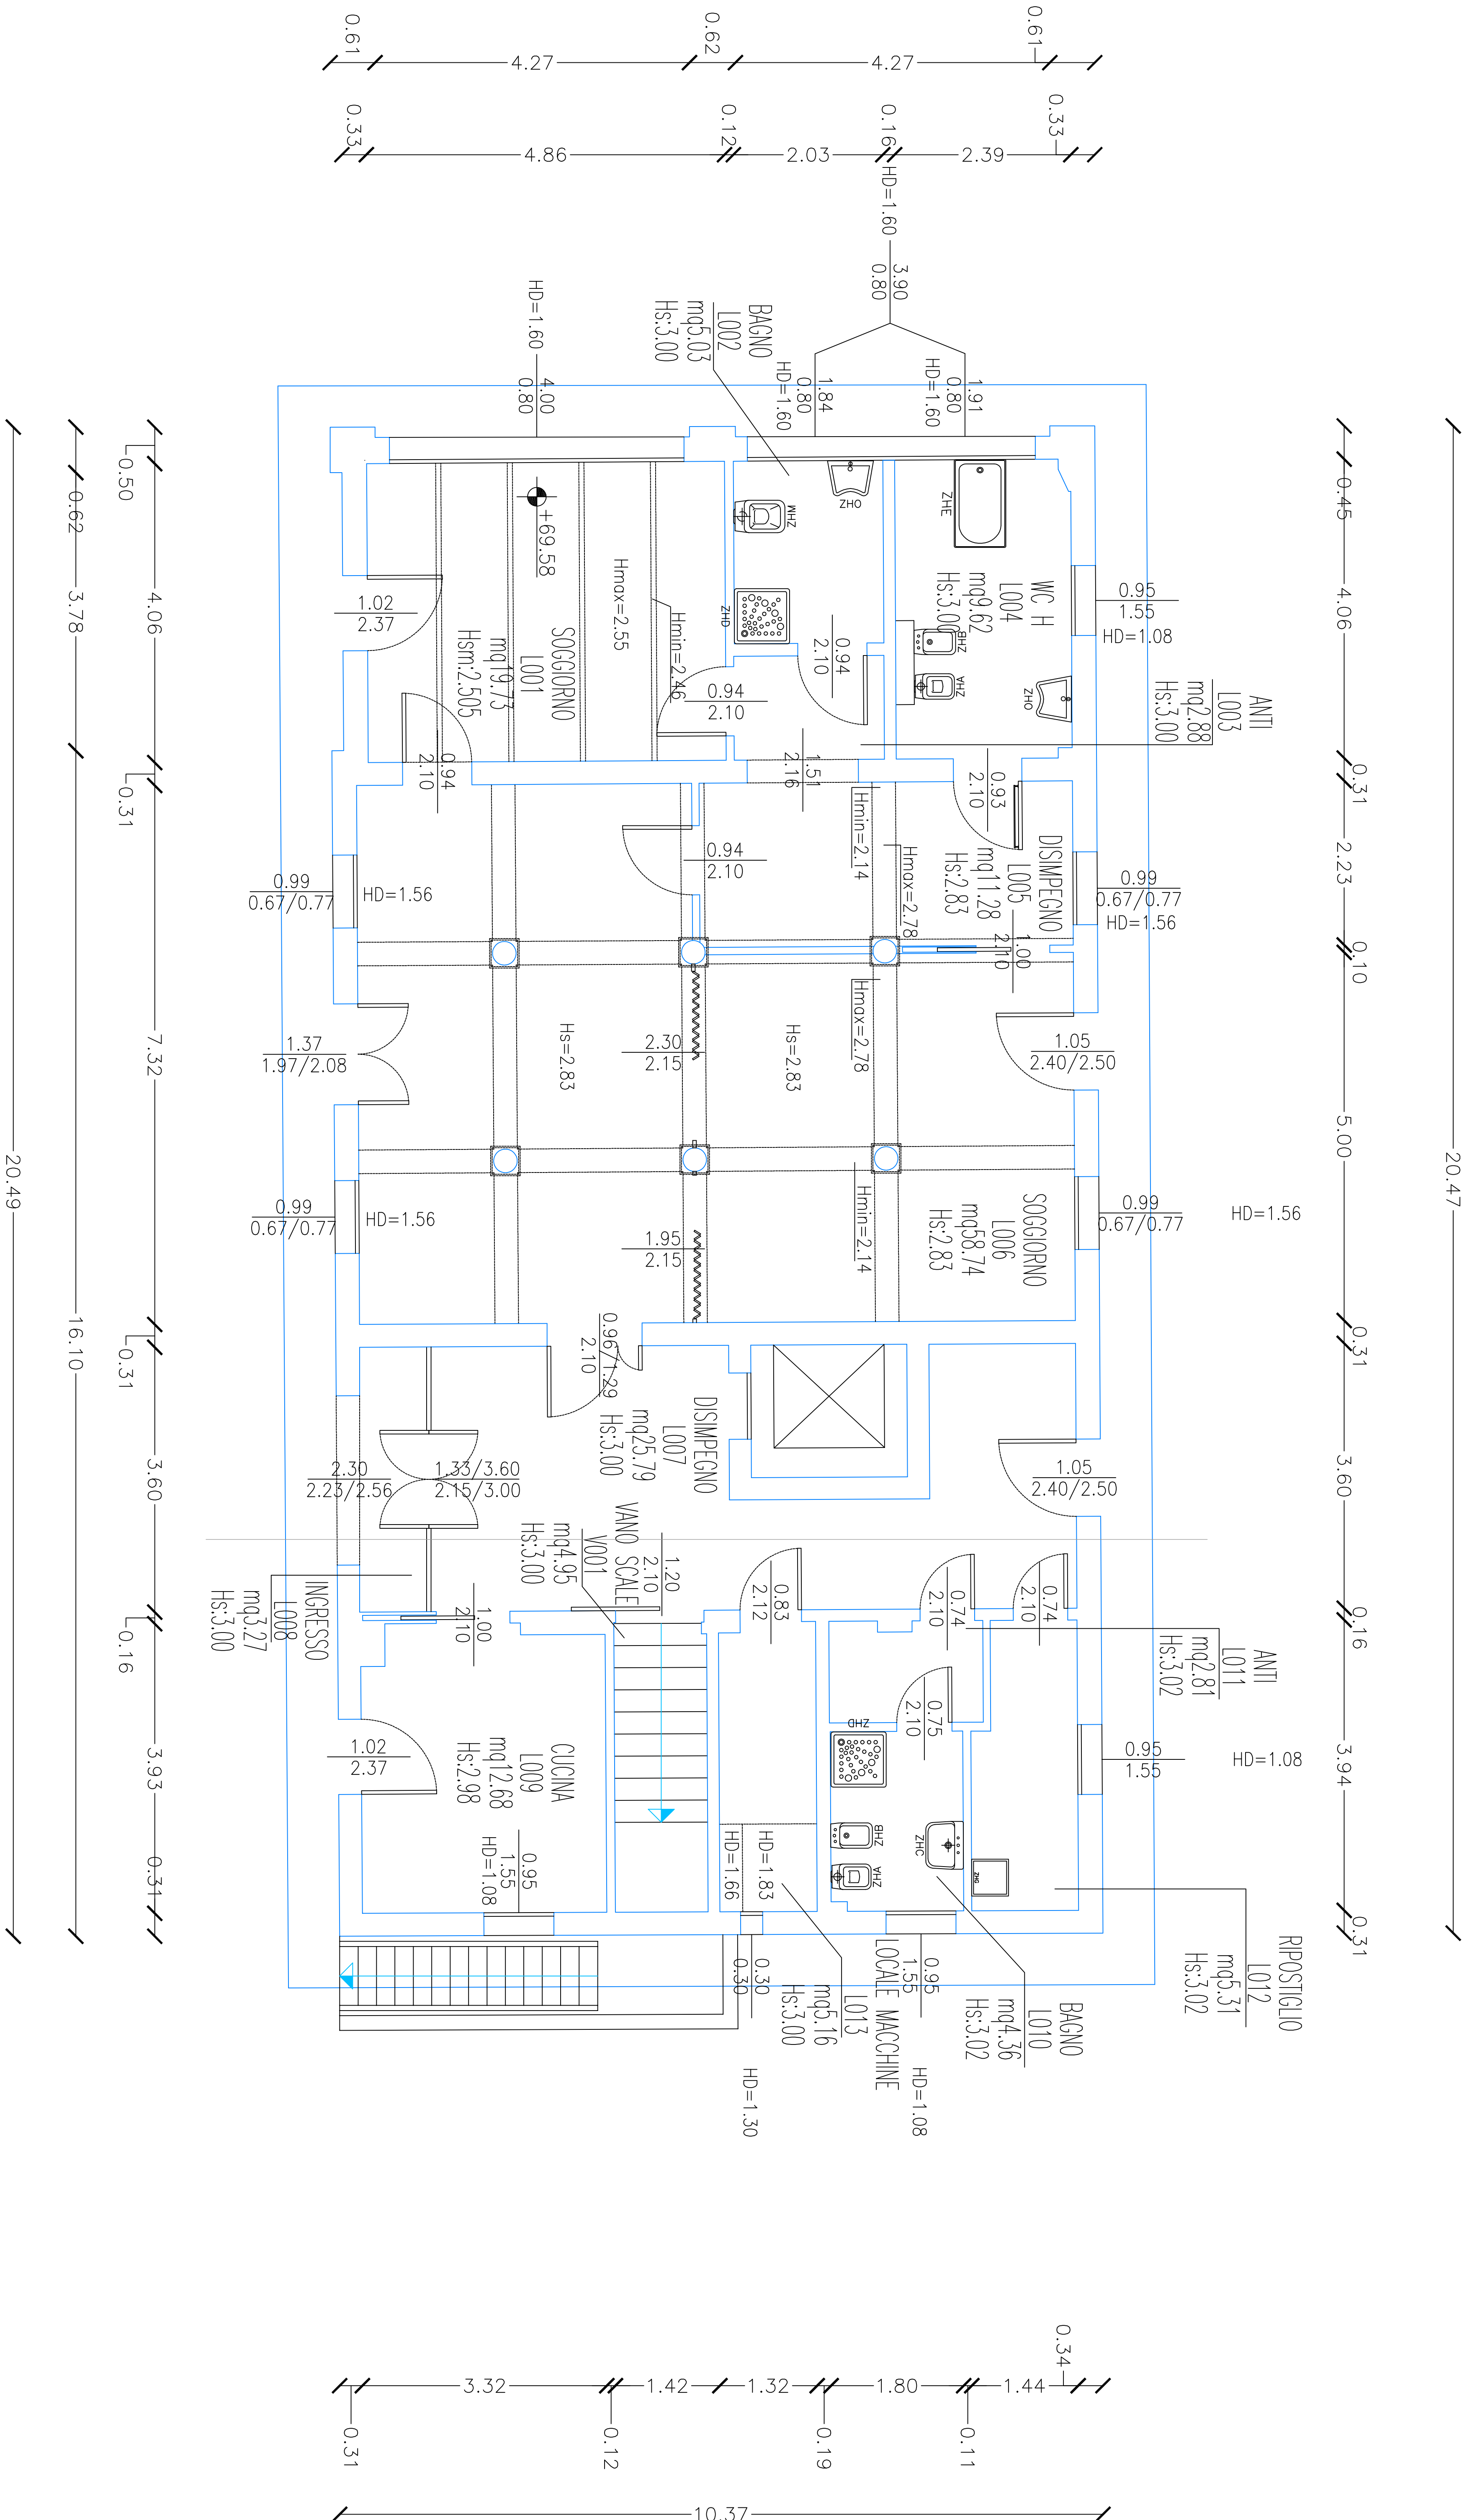 0.61
4.27
0.62
4.27
0.61
0.33
4.86
0.12
2.03
0.16
2.39
0.33
HD=1.60
3.90
0.80
HD=1.60
4.00
0.80
1.84
0.80
HD=1.60
1.91
0.80
HD=1.60
BAGNO
L002
mq5.03
Hs:3.00
WC H
L004
mq9.62
Hs:3.00
ZHE
ZHO
ZHM
ZHD
ZHB
ZHA
ZHO
+69.58
Hmax=2.55
Hmin=2.46
SOGGIORNO
L001
mq19.73
Hsm:2.505
1.02
2.37
0.94
2.10
0.94
2.10
0.94
2.10
0.95
1.55
HD=1.08
ANTI
L003
mq2.88
Hs:3.00
1.51
2.16
0.93
2.10
0.94
2.10
Hmin=2.14
Hmax=2.78
DISIMPEGNO
L005
mq11.28
Hs:2.83
1.00
2.10
0.99
0.67/0.77
HD=1.56
0.99
0.67/0.77
HD=1.56
1.37
1.97/2.08
Hs=2.83
2.30
2.15
Hs=2.83
Hmax=2.78
1.05
2.40/2.50
0.99
0.67/0.77
HD=1.56
1.95
2.15
Hmin=2.14
SOGGIORNO
L006
mq58.74
Hs:2.83
0.99
0.67/0.77
HD=1.56
0.96/1.29
2.10
DISIMPEGNO
L007
mq25.79
Hs:3.00
2.30
2.23/2.56
1.33/3.60
2.15/3.00
1.05
2.40/2.50
VANO SCALE
V001
mq4.95
Hs:3.00
1.20
2.10
0.83
2.12
0.74
2.10
0.74
2.10
INGRESSO
L008
mq3.27
Hs:3.00
1.00
2.10
ANTI
L011
mq2.81
Hs:3.02
0.75
2.10
1.02
2.37
CUCINA
L009
mq12.68
Hs:2.98
0.95
1.55
HD=1.08
ZHD
ZHB
ZHA
ZHC
ZHG
0.95
1.55
HD=1.08
HD=1.66
HD=1.83
0.30
0.30
HD=1.30
LOCALE MACCHINE
L013
mq5.16
Hs:3.00
0.95
1.55
HD=1.08
BAGNO
L010
mq4.36
Hs:3.02
RIPOSTIGLIO
L012
mq5.31
Hs:3.02
0.45
4.06
0.31
2.23
0.10
5.00
0.31
3.60
0.16
3.94
0.31
20.47
0.50
4.06
0.31
7.32
0.31
3.60
0.16
3.93
0.31
0.62
3.78
16.10
20.49
0.31
3.32
0.12
1.42
1.32
0.19
1.80
0.11
1.44
0.34
10.37